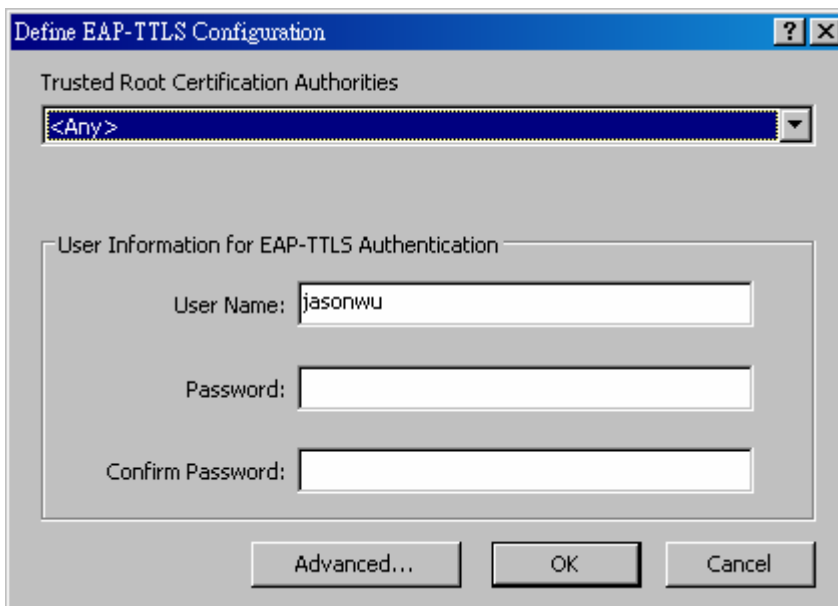 Define EAP-TTLS Configuration
Trusted Root Certification Authorities
<Any>
User Information for EAP-TTLS Authentication
User Name: jasonwu
Password:
Confirm Password:
Advanced... OK Cancel